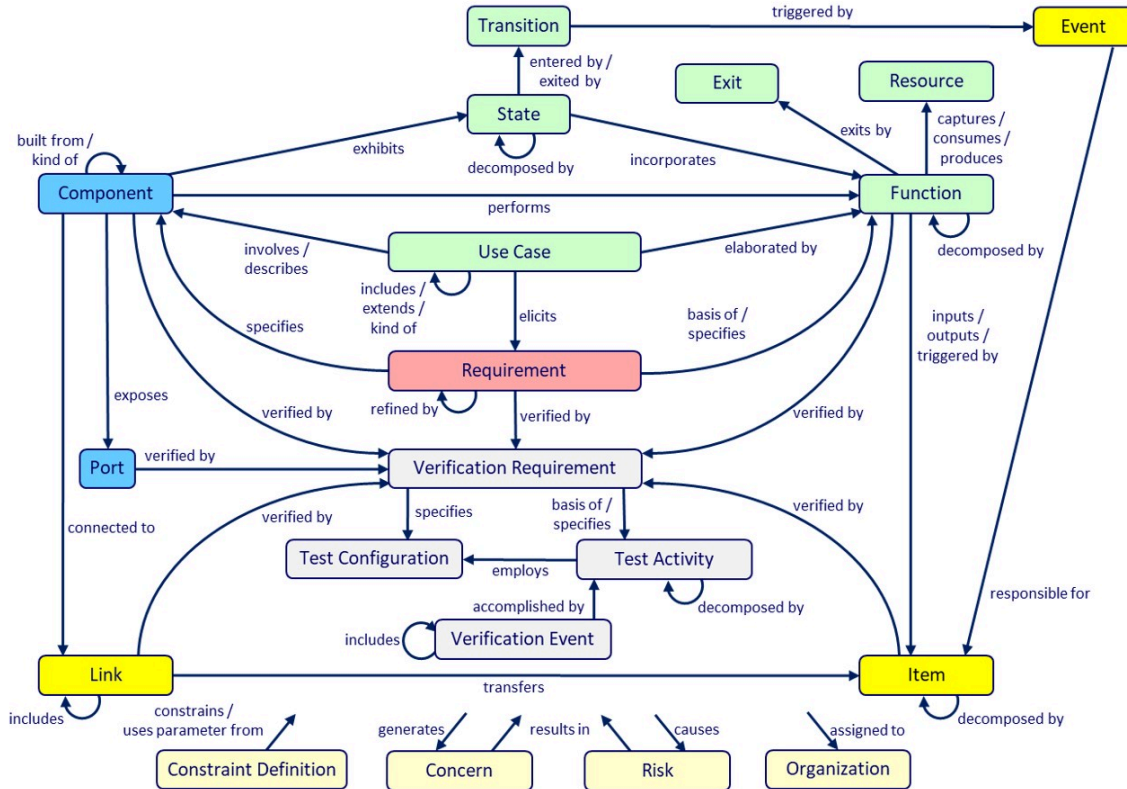 triggered by
Transition
Event
entered by /
exited by
Exit
Resource
State
captures /
consumes /
produces
exits by
built from /
kind of
exhibits
decomposed by
incorporates
Component
Function
performs
involves /
describes
Use Case
elaborated by
decomposed by
includes /
extends /
kind of
elicits
specifies
basis of /
specifies
inputs /
outputs /
triggered by
Requirement
exposes
verified by
refined by
verified by
verified by
Port
verified by
Verification Requirement
connected to
verified by
specifies
basis of /
specifies
verified by
Test Configuration
employs
Test Activity
responsible for
accomplished by
decomposed by
includes
Verification Event
Link
transfers
Item
includes
constrains /
uses parameter from
generates
results in
causes
assigned to
decomposed by
Constraint Definition
Concern
Risk
Organization